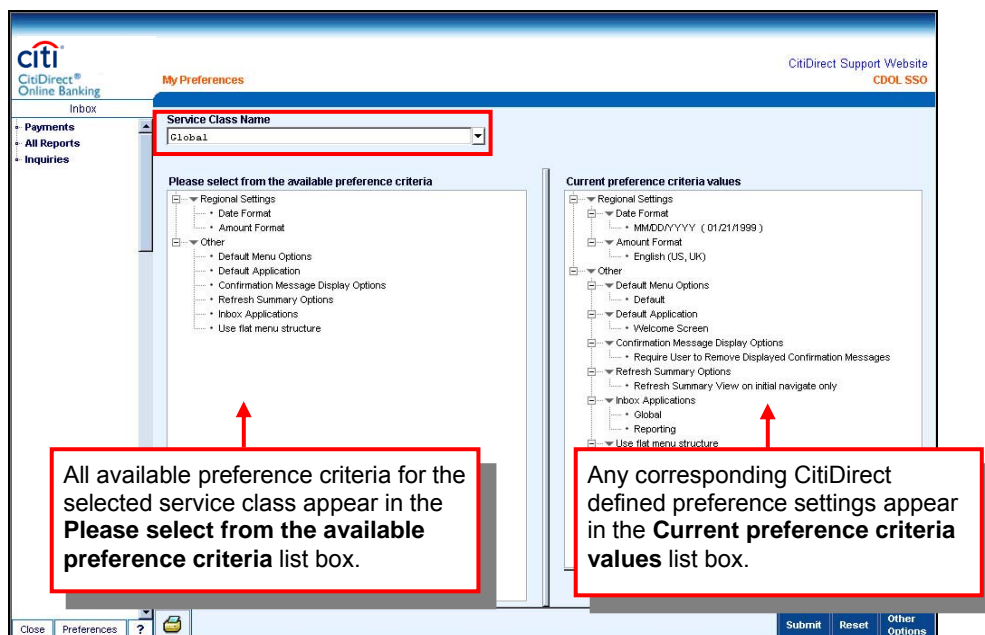 citi
CitiDirect®
Online Banking
My Preferences
CitiDirect Support Website
CDOL SSO
Inbox
Payments
All Reports
Inquiries
Service Class Name
Global
Please select from the available preference criteria
Regional Settings
Date Format
Amount Format
Other
Default Menu Options
Default Application
Confirmation Message Display Options
Refresh Summary Options
Inbox Applications
Use flat menu structure
Current preference criteria values
Regional Settings
Date Format
MM/DD/YYYY ( 01/21/1999 )
Amount Format
English (US, UK)
Other
Default Menu Options
Default
Default Application
Welcome Screen
Confirmation Message Display Options
Require User to Remove Displayed Confirmation Messages
Refresh Summary Options
Refresh Summary View on initial navigate only
Inbox Applications
Global
Reporting
Use flat menu structure
All available preference criteria for the
selected service class appear in the
Please select from the available
preference criteria list box.
Any corresponding CitiDirect
defined preference settings appear
in the Current preference criteria
values list box.
Close Preferences ?
Submit Reset Other
Options